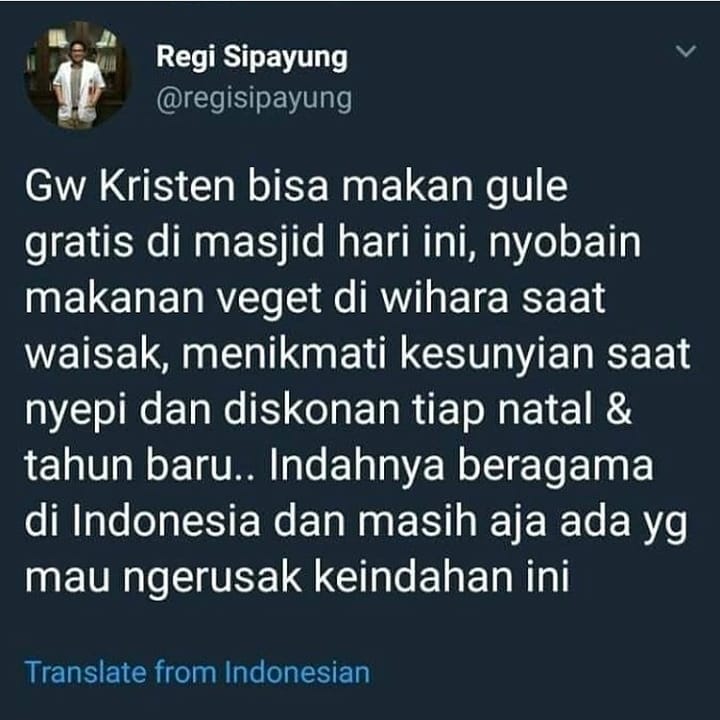 Regi Sipayung
@regisipayung
Gw Kristen bisa makan gule
gratis di masjid hari ini, nyobain
makanan veget di wihara saat
waisak, menikmati kesunyian saat
nyepi dan diskonan tiap natal &
tahun baru.. Indahnya beragama
di Indonesia dan masih aja ada yg
mau ngerusak keindahan ini
Translate from Indonesian